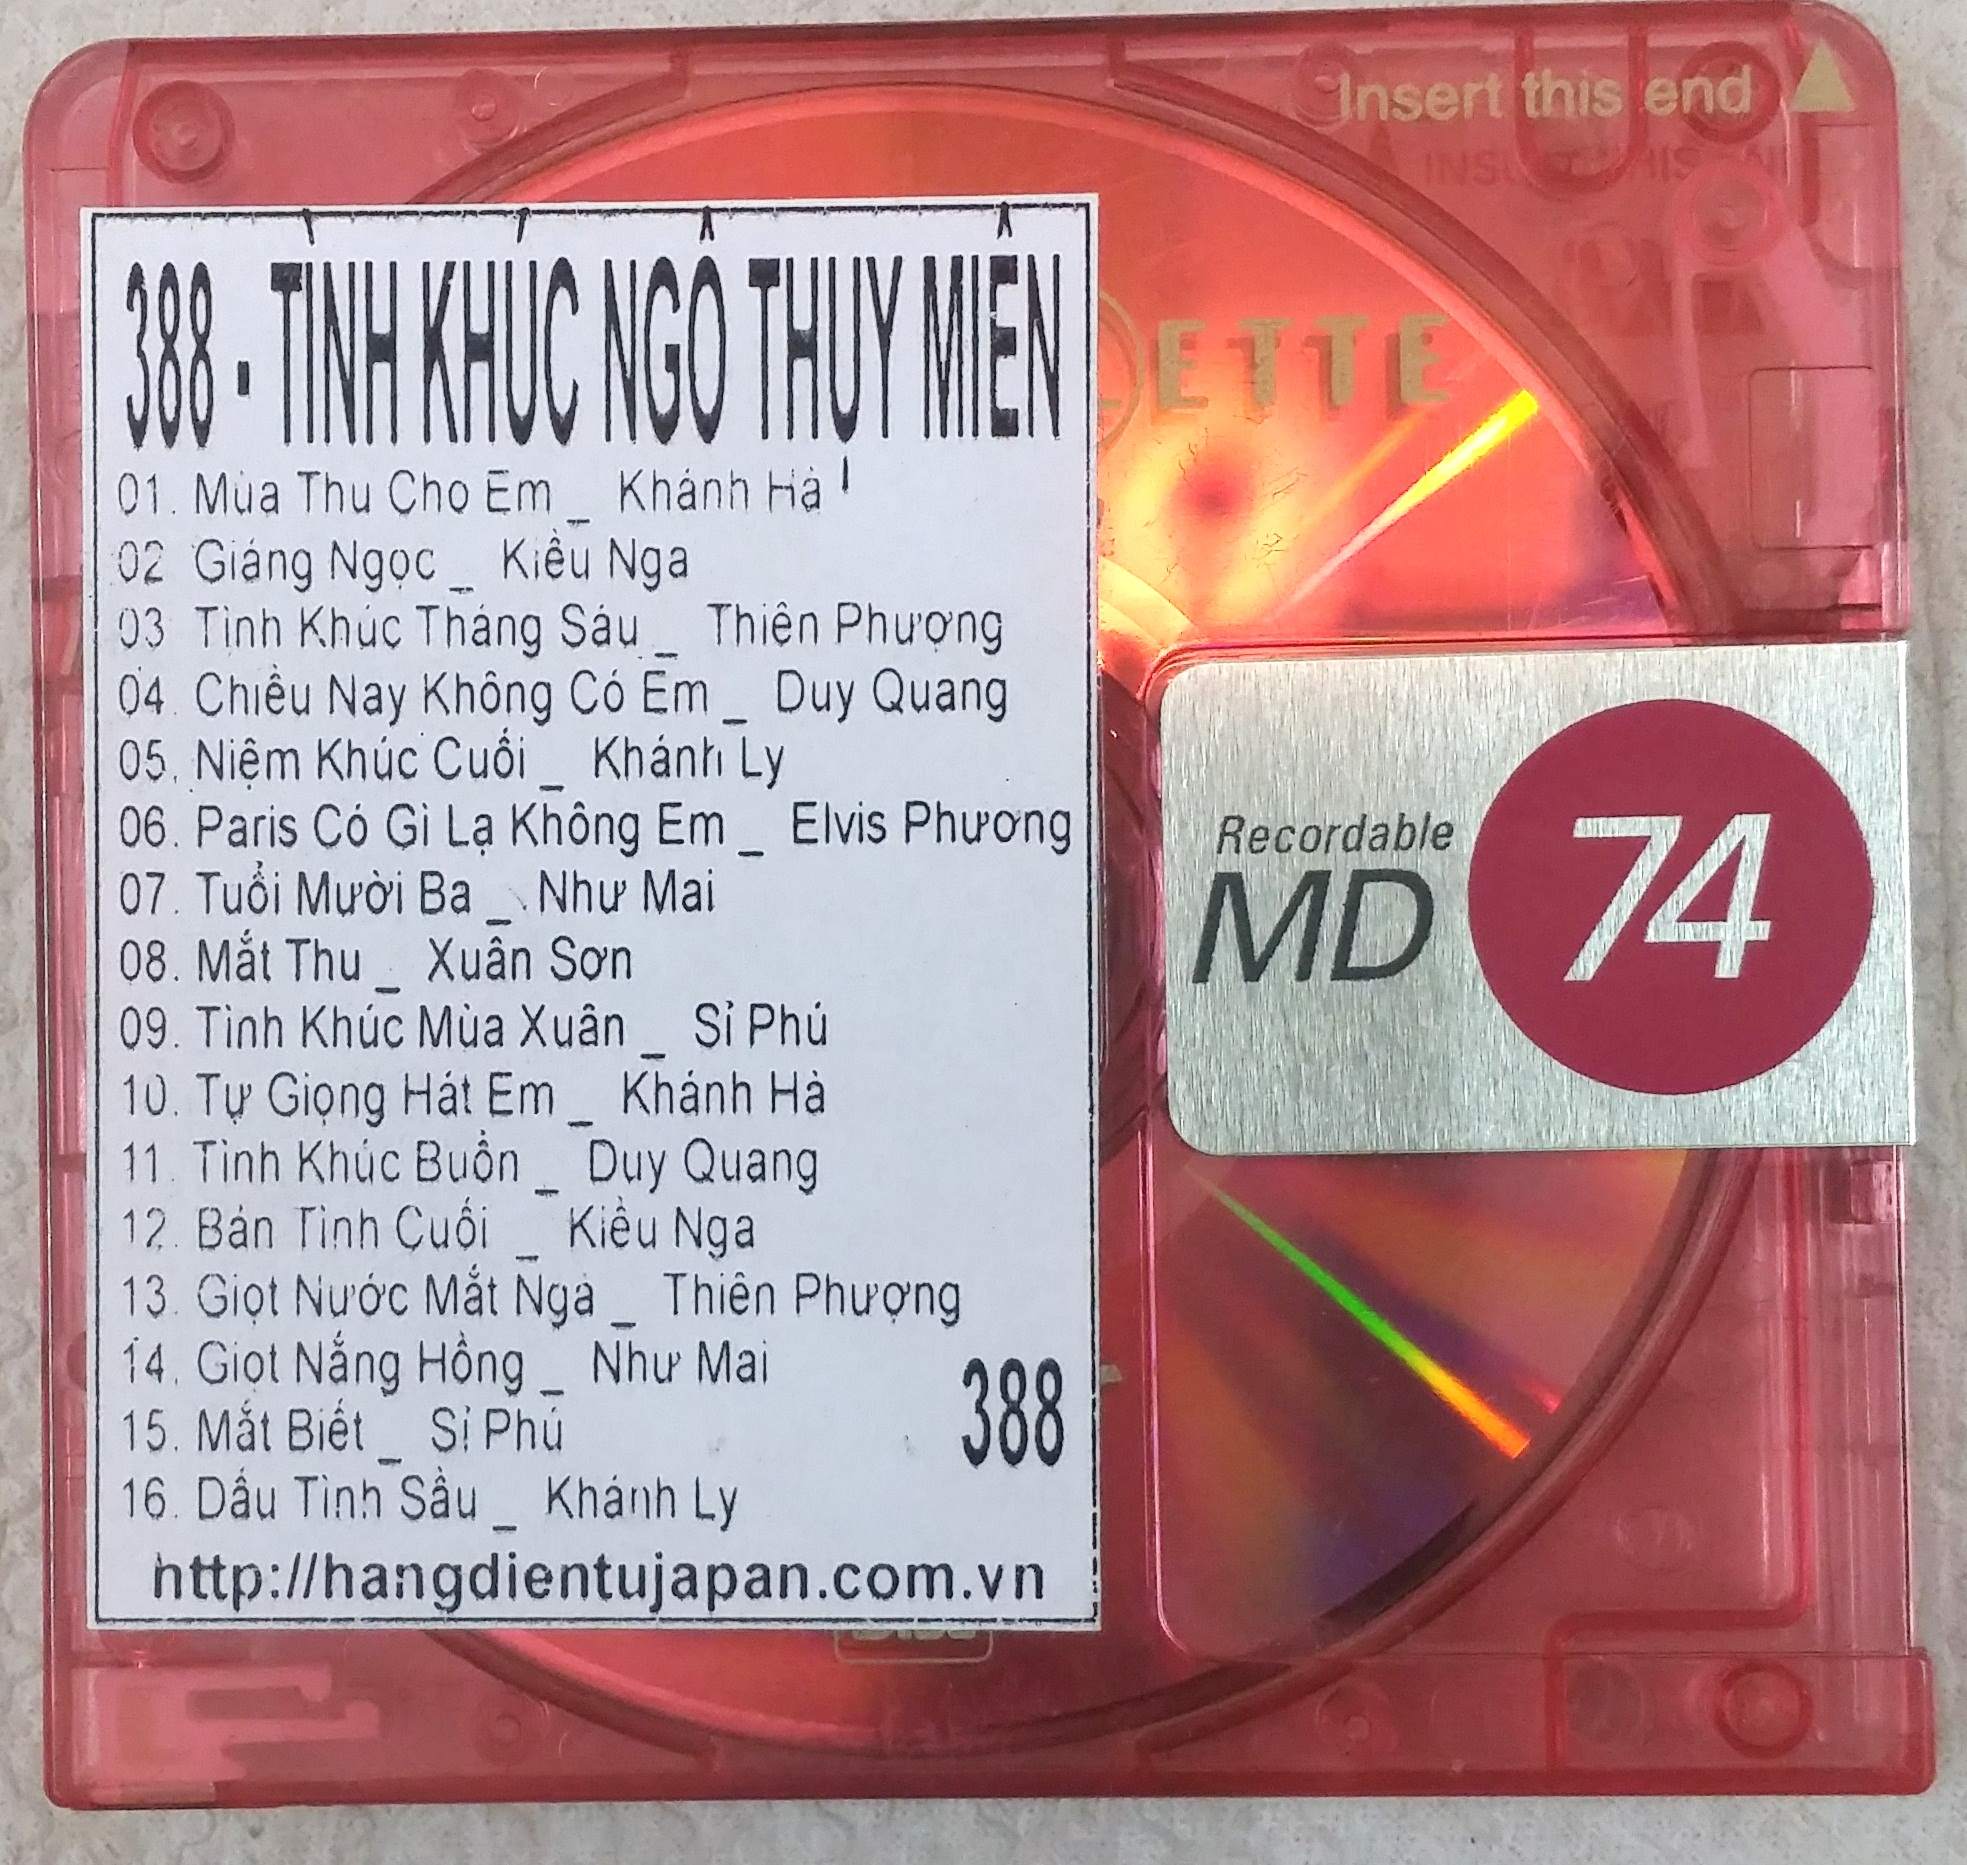 Insert this end
388 - TÌNH KHÚC NGÔ THUY MIÊN
ETTE
01. Mùa Thu Cho Em _ Khánh Hà
02 Giáng Ngọc _ Kiều Nga
03 Tình Khúc Tháng Sáu _ Thiên Phượng
04. Chiều Nay Không Có Em _ Duy Quang
05. Niệm Khúc Cuối _ Khánh Ly
06. Paris Có Gì Lạ Không Em _ Elvis Phương
07. Tuổi Mười Ba _ Như Mai
08. Mắt Thu _ Xuân Sơn
09. Tình Khúc Mùa Xuân _ Sỉ Phú
10. Tự Giọng Hát Em _ Khánh Hà
11. Tình Khúc Buồn _ Duy Quang
12. Bản Tình Cuối _ Kiều Nga
13. Giọt Nước Mắt Ngà _ Thiên Phượng
14. Giọt Nắng Hồng _ Như Mai
15. Mắt Biết _ Sỉ Phú
16. Dấu Tình Sầu _ Khánh Ly
388
http://hangdientujapan.com.vn
Recordable
MD
74